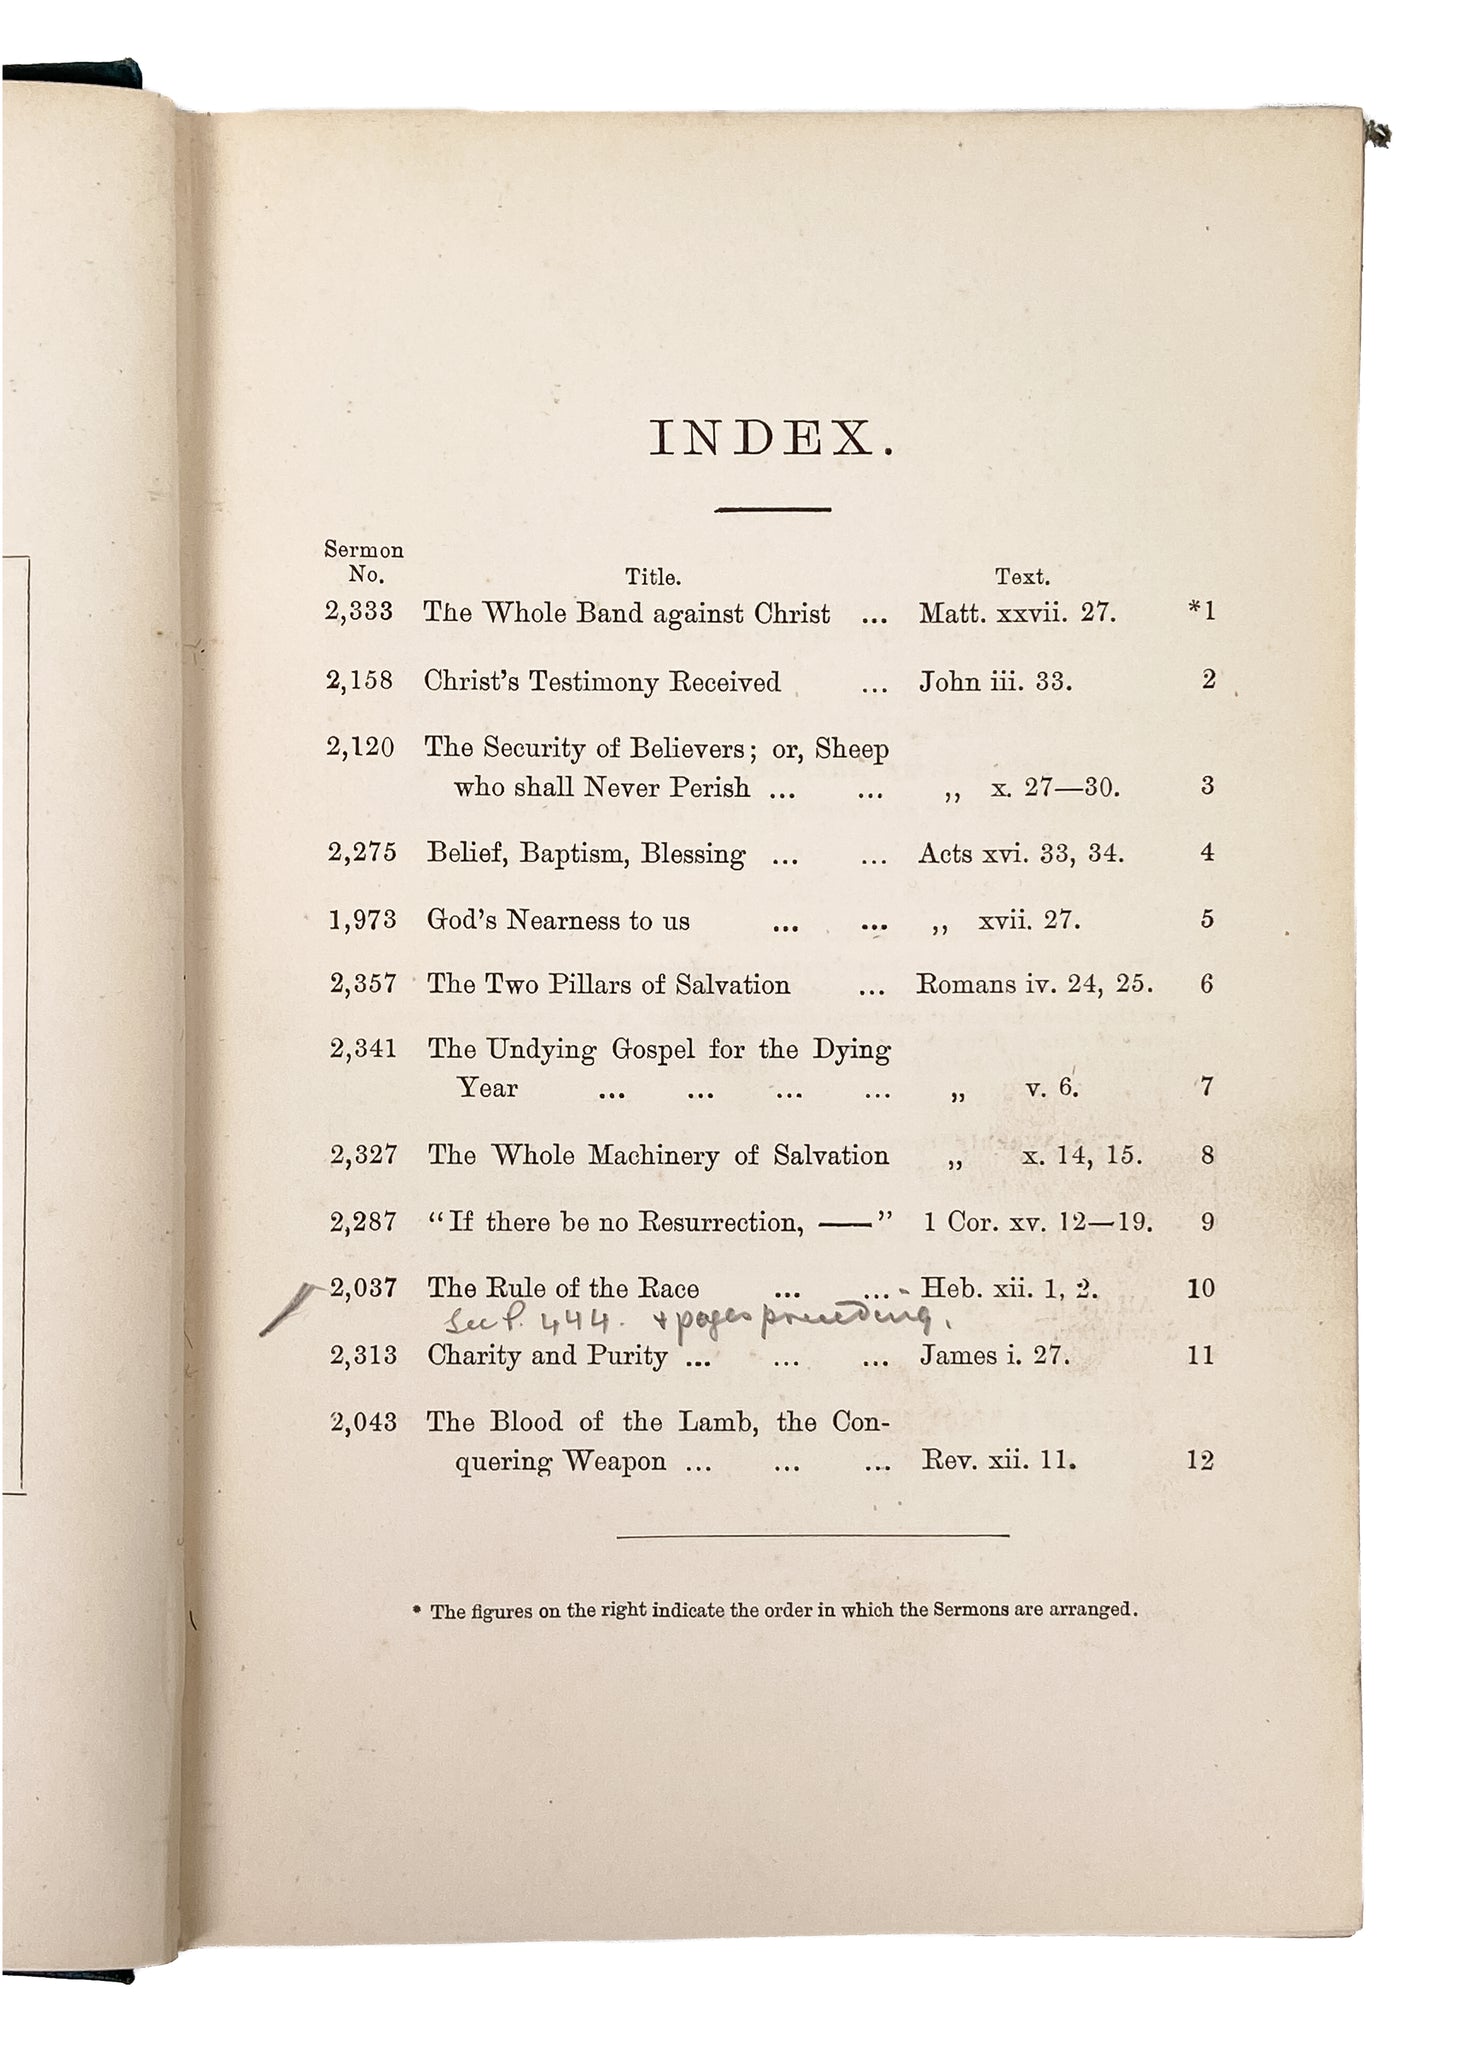 INDEX.
Sermon
No. Title. Text.
2,333 The Whole Band against Christ ... Matt. xxvii. 27. *1
2,158 Christ's Testimony Received ... John iii. 33. 2
2,120 The Security of Believers; or, Sheep
who shall Never Perish ... ... ,, x. 27—30. 3
2,275 Belief, Baptism, Blessing ... ... Acts xvi. 33, 34. 4
1,973 God's Nearness to us ... ... ,, xvii. 27. 5
2,357 The Two Pillars of Salvation ... Romans iv. 24, 25. 6
2,341 The Undying Gospel for the Dying
Year ... ... ... ... ,, v. 6. 7
2,327 The Whole Machinery of Salvation ,, x. 14, 15. 8
2,287 "If there be no Resurrection, ——" 1 Cor. xv. 12—19. 9
2,037 The Rule of the Race ... ... Heb. xii. 1, 2. 10
See P. 444. + pages preceding.
2,313 Charity and Purity ... ... ... James i. 27. 11
2,043 The Blood of the Lamb, the Con-
quering Weapon ... ... ... Rev. xii. 11. 12
* The figures on the right indicate the order in which the Sermons are arranged.